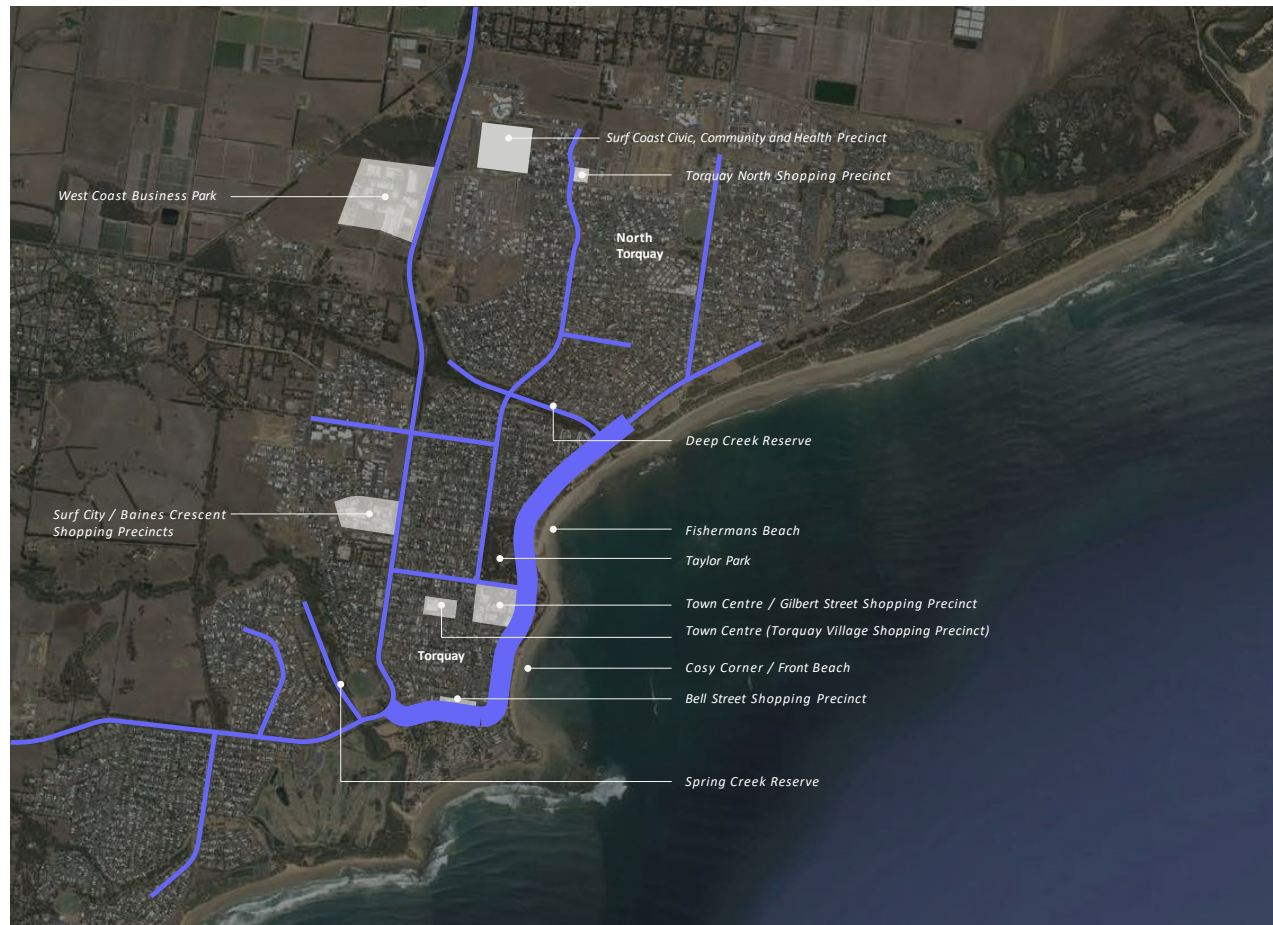 Surf Coast Civic, Community and Health Precinct
Torquay North Shopping Precinct
West Coast Business Park
North
Torquay
Deep Creek Reserve
Surf City / Baines Crescent
Shopping Precincts
Fishermans Beach
Taylor Park
Town Centre / Gilbert Street Shopping Precinct
Town Centre (Torquay Village Shopping Precinct)
Torquay
Cosy Corner / Front Beach
Bell Street Shopping Precinct
Spring Creek Reserve